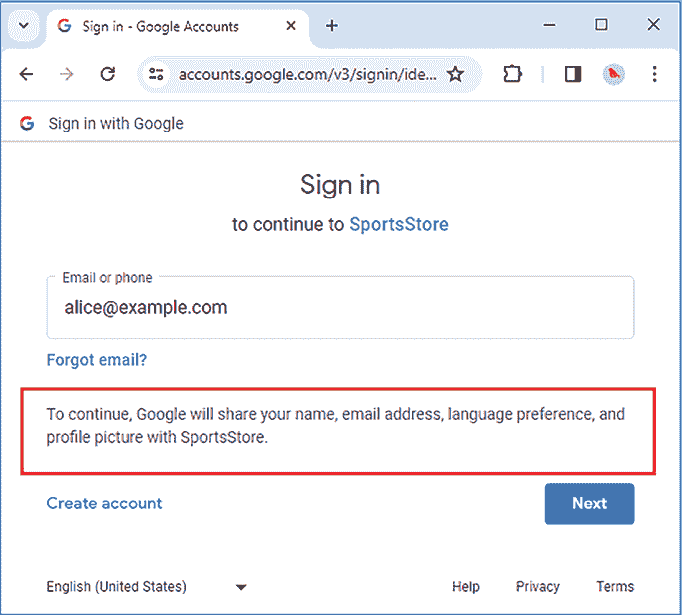 Sign in - Google Accounts
accounts.google.com/v3/signin/ide...
Sign in with Google
Sign in
to continue to SportsStore
Email or phone
alice@example.com
Forgot email?
To continue, Google will share your name, email address, language preference, and
profile picture with SportsStore.
Create account Next
English (United States) Help Privacy Terms